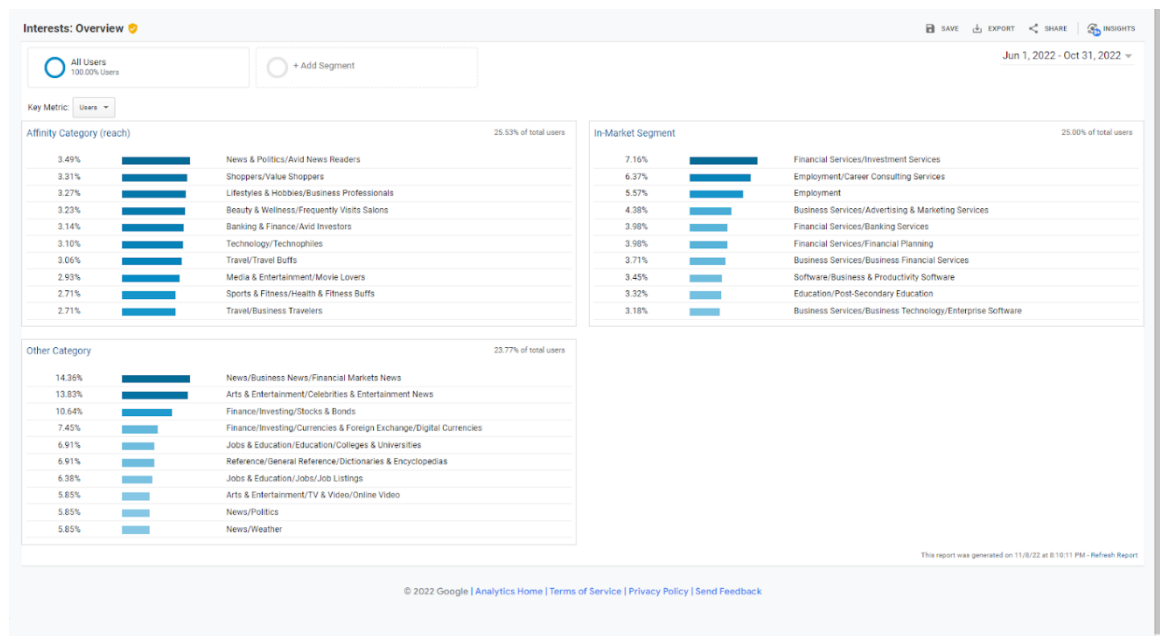 Interests: Overview
SAVE EXPORT SHARE INSIGHTS
All Users
100.00% Users
+ Add Segment
Jun 1, 2022 - Oct 31, 2022
Key Metric: Users
Affinity Category (reach) 25.53% of total users
3.49% News & Politics/Avid News Readers
3.31% Shoppers/Value Shoppers
3.27% Lifestyles & Hobbies/Business Professionals
3.23% Beauty & Wellness/Frequently Visits Salons
3.14% Banking & Finance/Avid Investors
3.10% Technology/Technophiles
3.06% Travel/Travel Buffs
2.93% Media & Entertainment/Movie Lovers
2.71% Sports & Fitness/Health & Fitness Buffs
2.71% Travel/Business Travelers
In-Market Segment 25.00% of total users
7.16% Financial Services/Investment Services
6.37% Employment/Career Consulting Services
5.57% Employment
4.38% Business Services/Advertising & Marketing Services
3.98% Financial Services/Banking Services
3.98% Financial Services/Financial Planning
3.71% Business Services/Business Financial Services
3.45% Software/Business & Productivity Software
3.32% Education/Post-Secondary Education
3.18% Business Services/Business Technology/Enterprise Software
Other Category 23.77% of total users
14.36% News/Business News/Financial Markets News
13.83% Arts & Entertainment/Celebrities & Entertainment News
10.64% Finance/Investing/Stocks & Bonds
7.45% Finance/Investing/Currencies & Foreign Exchange/Digital Currencies
6.91% Jobs & Education/Education/Colleges & Universities
6.91% Reference/General Reference/Dictionaries & Encyclopedias
6.38% Jobs & Education/Jobs/Job Listings
5.85% Arts & Entertainment/TV & Video/Online Video
5.85% News/Politics
5.85% News/Weather
This report was generated on 11/8/22 at 8:10:11 PM - Refresh Report
© 2022 Google | Analytics Home | Terms of Service | Privacy Policy | Send Feedback